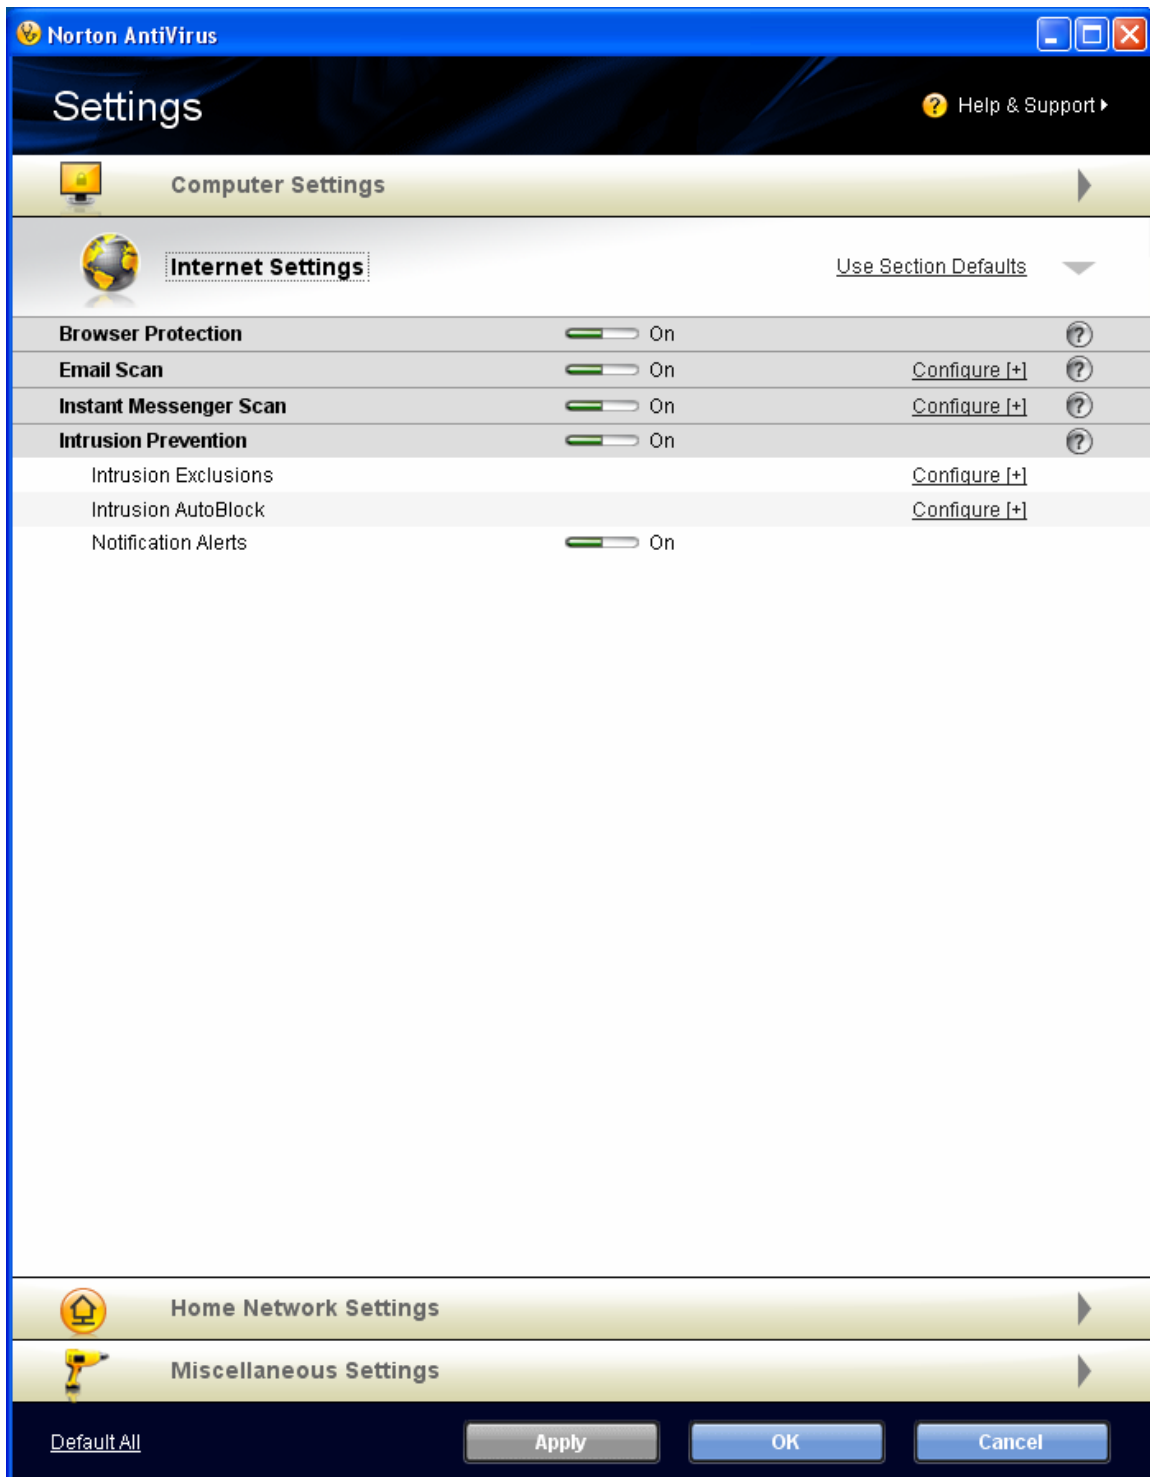 Norton AntiVirus
Settings
? Help & Support
Computer Settings
Internet Settings Use Section Defaults
Browser Protection On ?
Email Scan On Configure [+] ?
Instant Messenger Scan On Configure [+] ?
Intrusion Prevention On ?
Intrusion Exclusions Configure [+]
Intrusion AutoBlock Configure [+]
Notification Alerts On
Home Network Settings
Miscellaneous Settings
Default All Apply OK Cancel